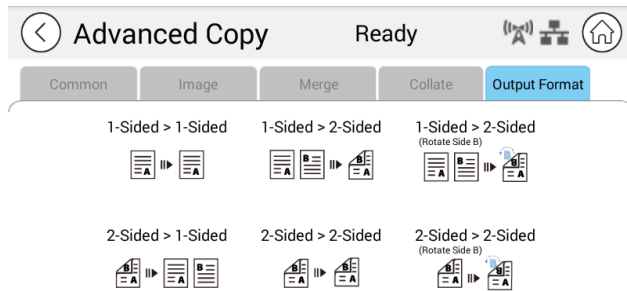 Advanced Copy Ready
Common Image Merge Collate Output Format
1-Sided > 1-Sided 1-Sided > 2-Sided 1-Sided > 2-Sided
(Rotate Side B)
A A A B B A A B B A
2-Sided > 1-Sided 2-Sided > 2-Sided 2-Sided > 2-Sided
(Rotate Side B)
B A A B B A B A B A B A